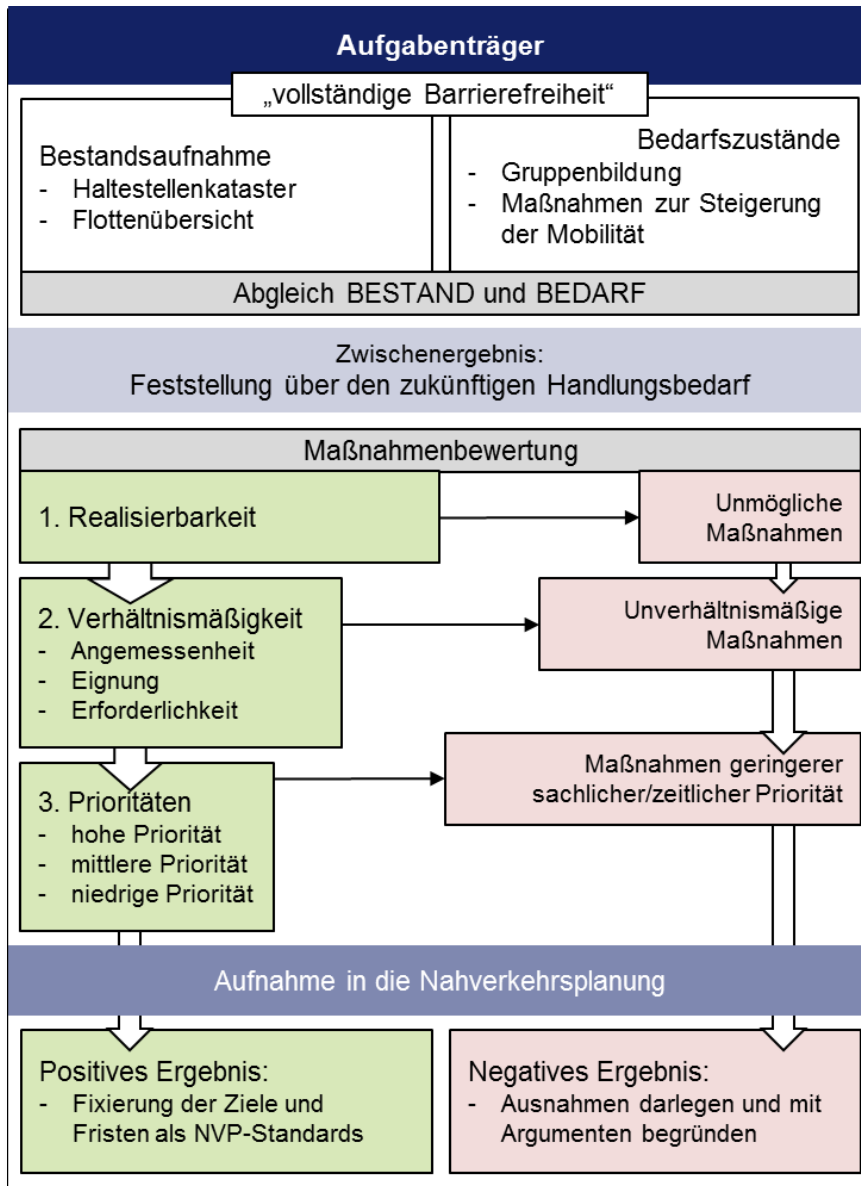 Aufgabenträger
„vollständige Barrierefreiheit“
Bestandsaufnahme
- Haltestellenkataster
- Flottenübersicht
Bedarfszustände
- Gruppenbildung
- Maßnahmen zur Steigerung
der Mobilität
Abgleich BESTAND und BEDARF
Zwischenergebnis:
Feststellung über den zukünftigen Handlungsbedarf
Maßnahmenbewertung
1. Realisierbarkeit
Unmögliche
Maßnahmen
2. Verhältnismäßigkeit
- Angemessenheit
- Eignung
- Erforderlichkeit
Unverhältnismäßige
Maßnahmen
3. Prioritäten
- hohe Priorität
- mittlere Priorität
- niedrige Priorität
Maßnahmen geringerer
sachlicher/zeitlicher Priorität
Aufnahme in die Nahverkehrsplanung
Positives Ergebnis:
- Fixierung der Ziele und
Fristen als NVP-Standards
Negatives Ergebnis:
- Ausnahmen darlegen und mit
Argumenten begründen